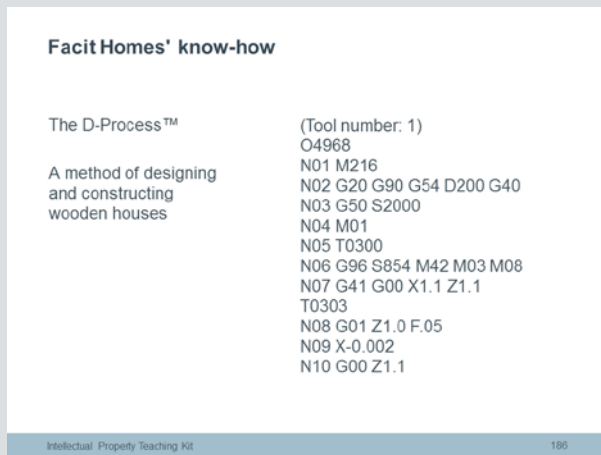 Facit Homes' know-how
The D-Process™
A method of designing
and constructing
wooden houses
(Tool number: 1)
O4968
N01 M216
N02 G20 G90 G54 D200 G40
N03 G50 S2000
N04 M01
N05 T0300
N06 G96 S854 M42 M03 M08
N07 G41 G00 X1.1 Z1.1
T0303
N08 G01 Z1.0 F.05
N09 X-0.002
N10 G00 Z1.1
Intellectual Property Teaching Kit
186